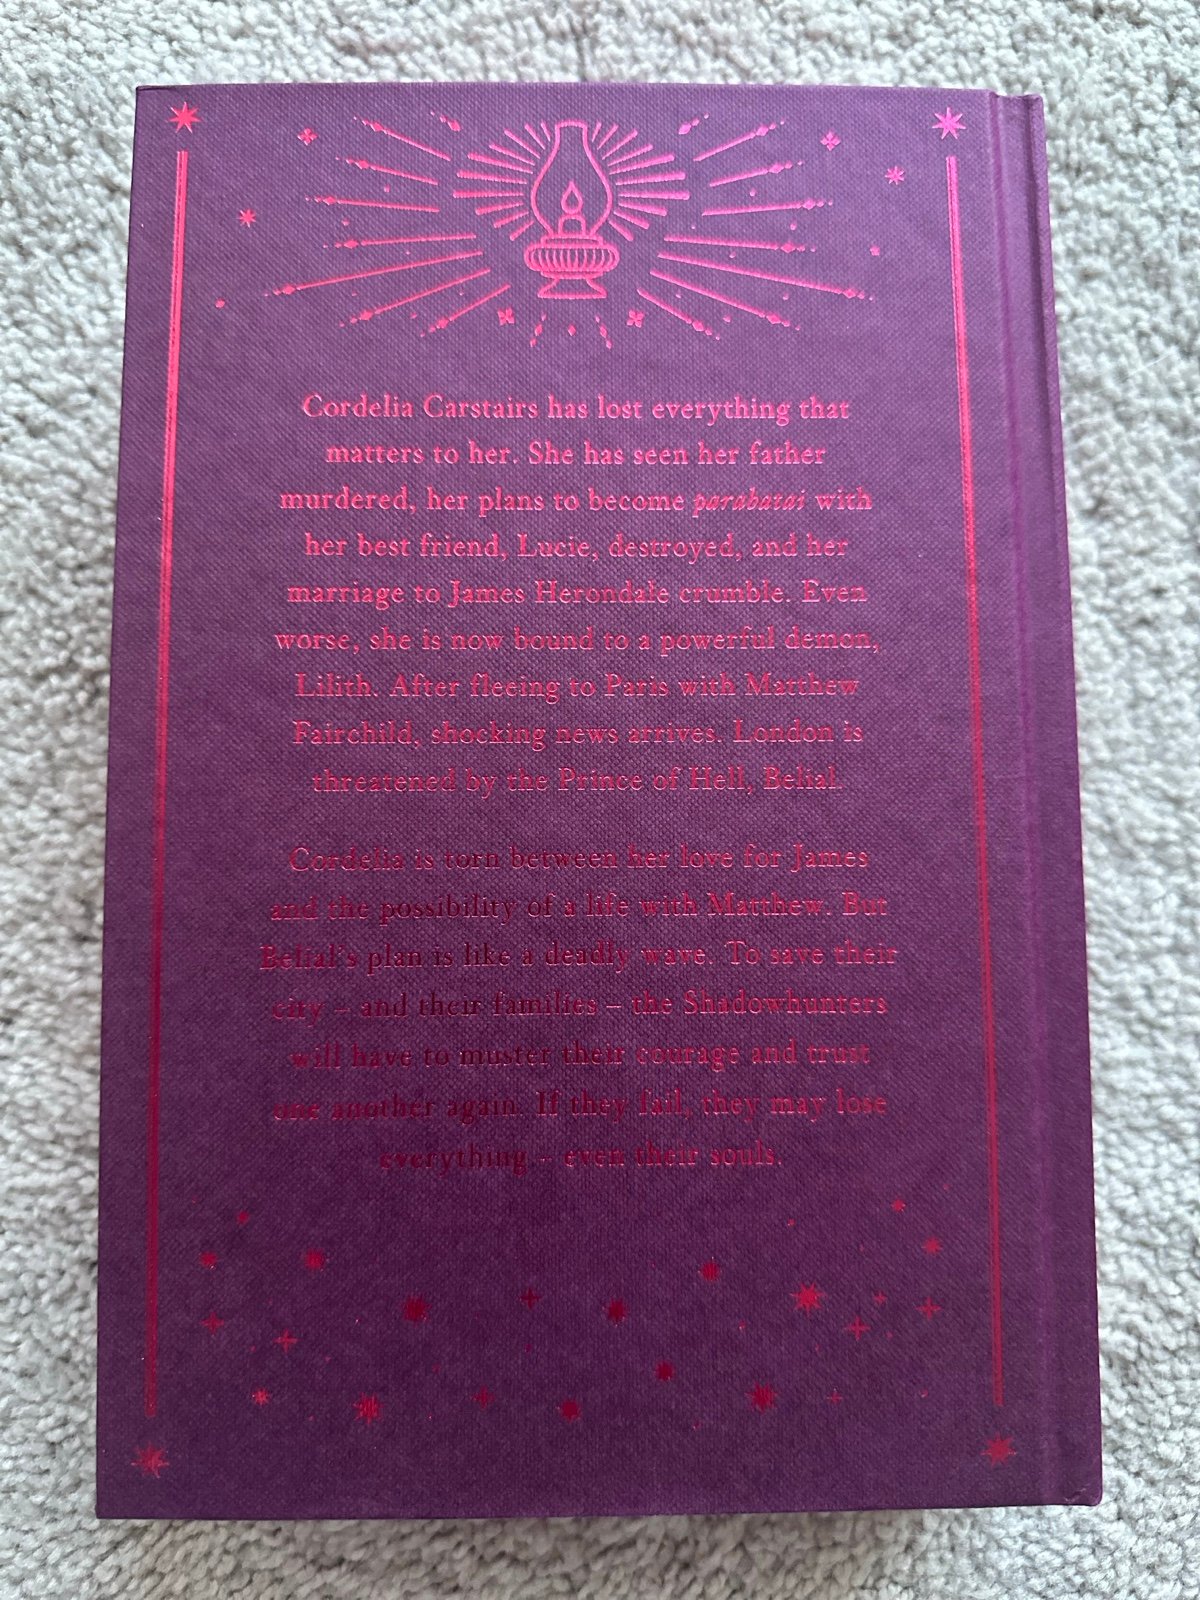 Cordelia Carstairs has lost everything that
matters to her. She has seen her father
murdered, her plans to become parabatai with
her best friend, Lucie, destroyed, and her
marriage to James Herondale crumble. Even
worse, she is now bound to a powerful demon,
Lilith. After fleeing to Paris with Matthew
Fairchild, shocking news arrives. London is
threatened by the Prince of Hell, Belial.
Cordelia is torn between her love for James
and the possibility of a life with Matthew. But
Belial's plan is like a deadly wave. To save their
city – and their families – the Shadowhunters
will have to muster their courage and trust
one another again. If they fail, they may lose
everything – even their souls.